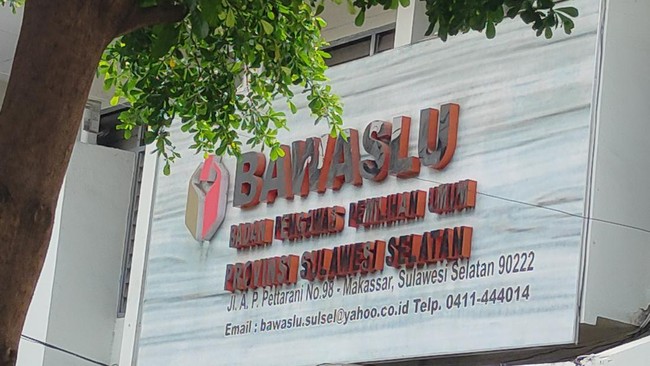 BAWASLU
BADAN PENGAWAS PEMILIHAN UMUM
PROVINSI SULAWESI SELATAN
Jl. A. P. Pettarani No.98 - Makassar, Sulawesi Selatan 90222
Email : bawaslu.sulsel@yahoo.co.id Telp. 0411-444014